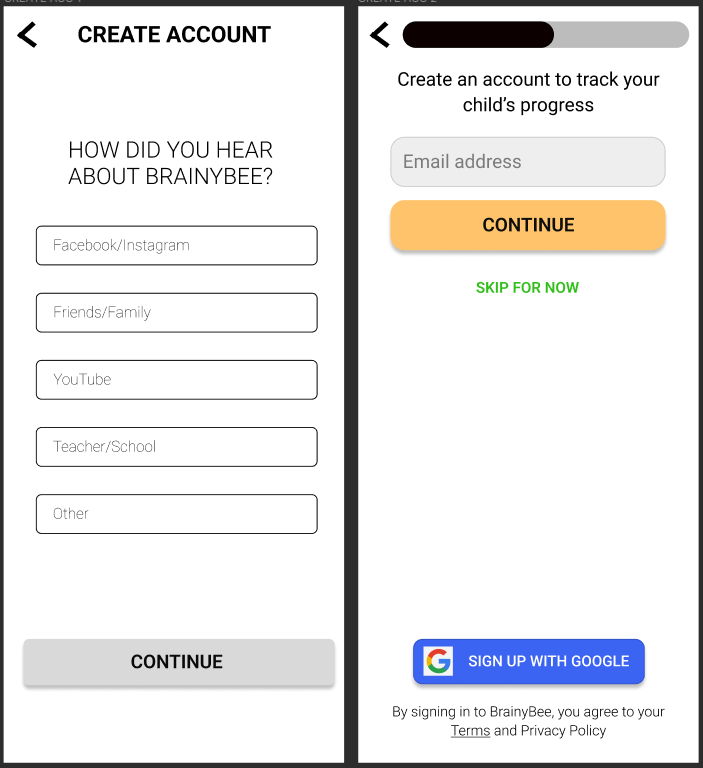 CREATE ACCOUNT
HOW DID YOU HEAR
ABOUT BRAINYBEE?
Facebook/Instagram
Friends/Family
YouTube
Teacher/School
Other
CONTINUE
Create an account to track your
child's progress
Email address
CONTINUE
SKIP FOR NOW
SIGN UP WITH GOOGLE
By signing in to BrainyBee, you agree to your
Terms and Privacy Policy